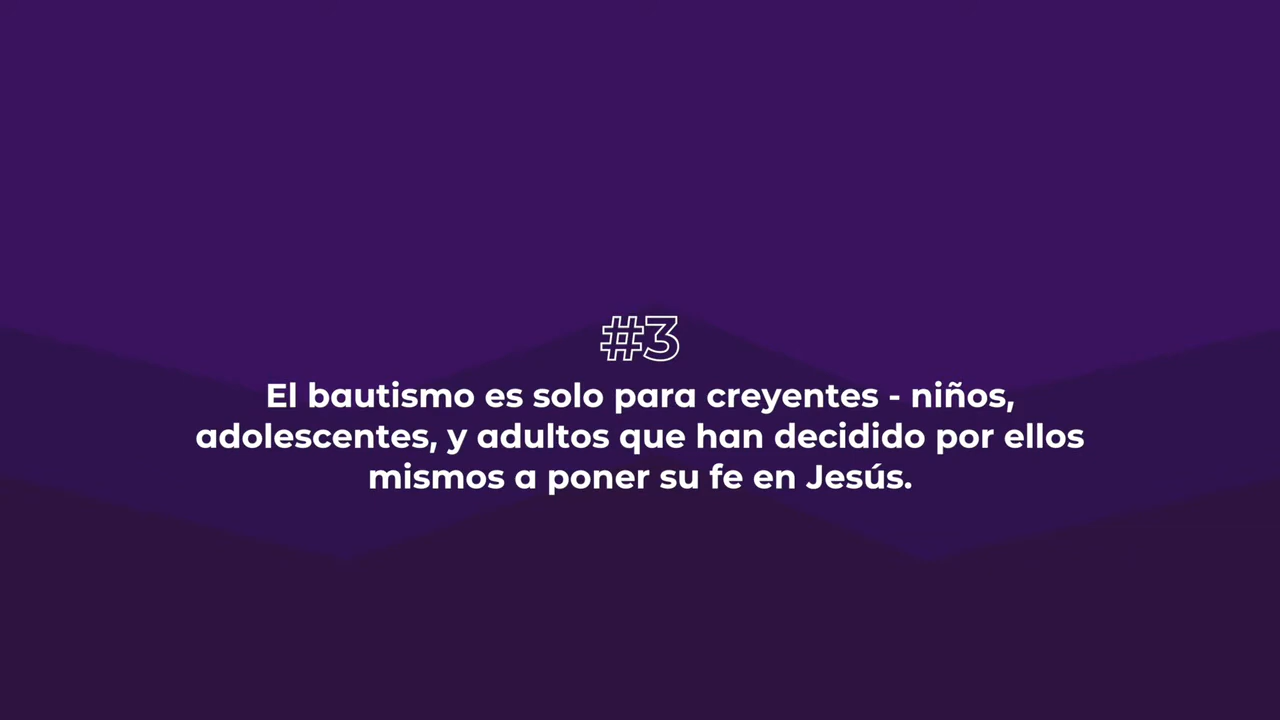 #3
El bautismo es solo para creyentes - niños,
adolescentes, y adultos que han decidido por ellos
mismos a poner su fe en Jesús.